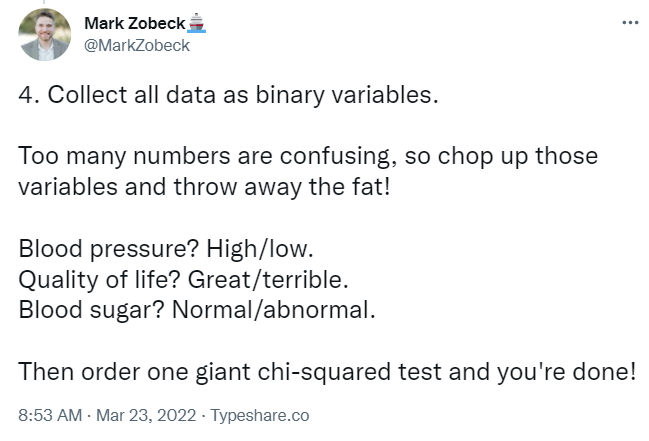 Mark Zobeck🚢
@MarkZobeck
4. Collect all data as binary variables.
Too many numbers are confusing, so chop up those
variables and throw away the fat!
Blood pressure? High/low.
Quality of life? Great/terrible.
Blood sugar? Normal/abnormal.
Then order one giant chi-squared test and you're done!
8:53 AM · Mar 23, 2022 · Typeshare.co